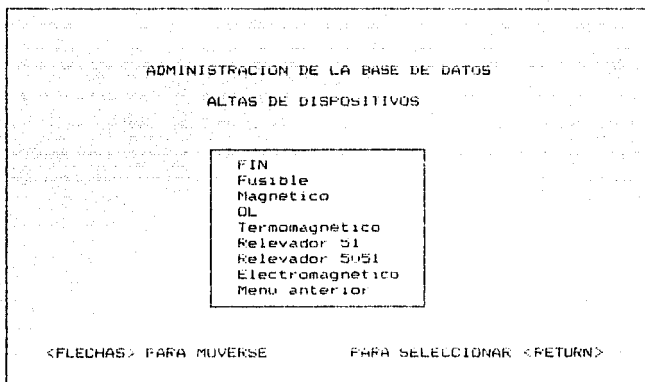 ADMINISTRACION DE LA BASE DE DATOS
ALTAS DE DISPOSITIVOS
FIN
Fusible
Magnetico
OL
Termomagnetico
Relevador 51
Relevador 5051
Electromagnetico
Menu anterior
<FLECHAS> PARA MOVERSE PARA SELECCIONAR <RETURN>